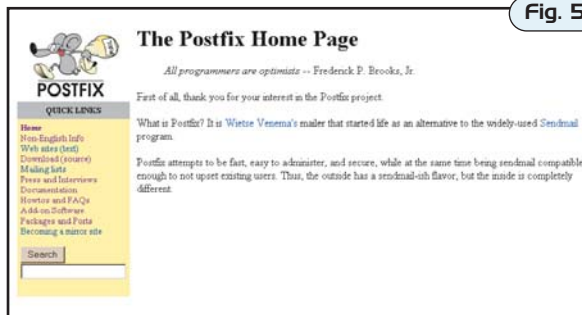 Fig. 5
The Postfix Home Page
All programmers are optimists -- Frederick P. Brooks, Jr.
First of all, thank you for your interest in the Postfix project.
What is Postfix? It is Wietse Venema's mailer that started life as an alternative to the widely-used Sendmail
program.
Postfix attempts to be fast, easy to administer, and secure, while at the same time being sendmail compatible
enough to not upset existing users. Thus, the outside has a sendmail-ish flavor, but the inside is completely
different.
POSTFIX
QUICK LINKS
Home
Non-English Info
Web sites (text)
Download (source)
Mailing lists
Press and Interviews
Documentation
Howtos and FAQs
Add-on Software
Packages and Ports
Becoming a mirror site
Search